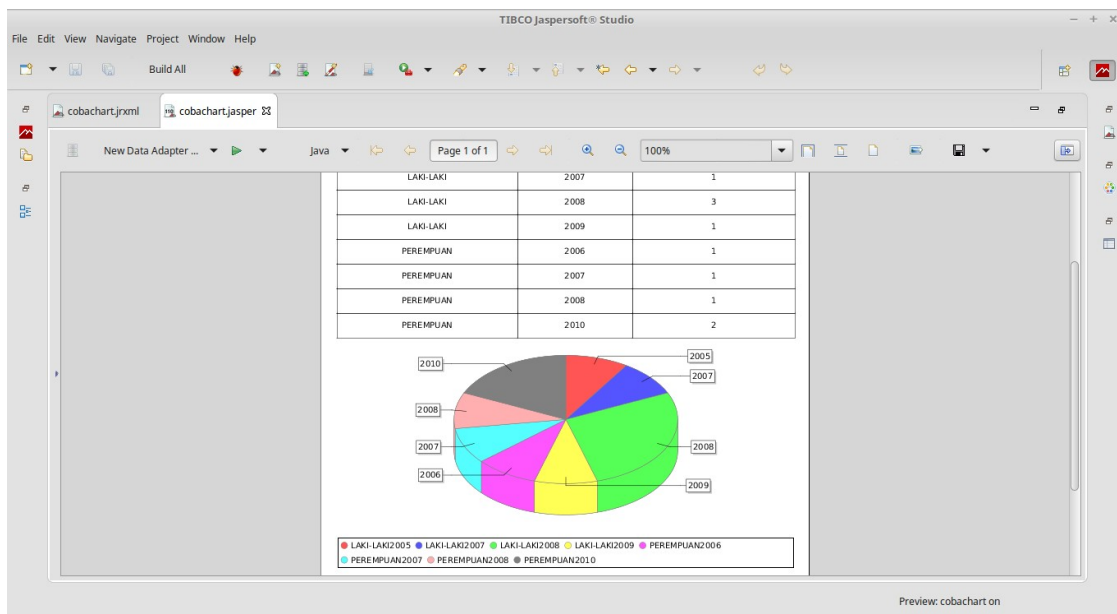 TIBCO Jaspersoft® Studio
File Edit View Navigate Project Window Help
Build All
cobachart.jrxml cobachart.jasper
New Data Adapter ... Java Page 1 of 1 100%
LAKI-LAKI 2007 1
LAKI-LAKI 2008 3
LAKI-LAKI 2009 1
PEREMPUAN 2006 1
PEREMPUAN 2007 1
PEREMPUAN 2008 1
PEREMPUAN 2010 2
2005
2010
2007
2008
2007 2008
2006
2009
LAKI-LAKI2005 LAKI-LAKI2007 LAKI-LAKI2008 LAKI-LAKI2009 PEREMPUAN2006
PEREMPUAN2007 PEREMPUAN2008 PEREMPUAN2010
Preview: cobachart on